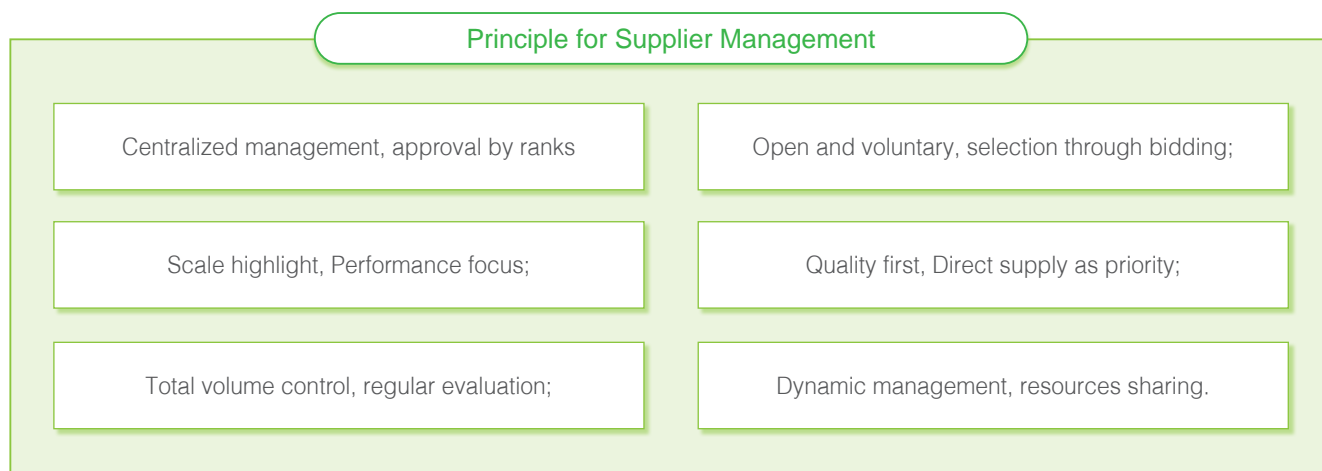 Principle for Supplier Management
Centralized management, approval by ranks
Open and voluntary, selection through bidding;
Scale highlight, Performance focus;
Quality first, Direct supply as priority;
Total volume control, regular evaluation;
Dynamic management, resources sharing.